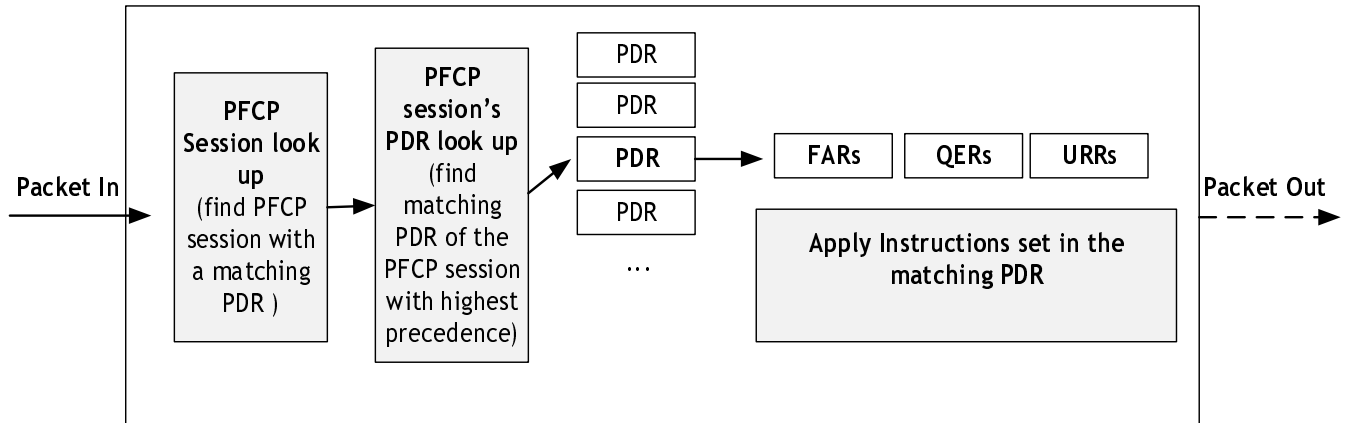 Packet In
PFCP
Session look
up
(find PFCP
session with
a matching
PDR )
PFCP
session's
PDR look up
(find
matching
PDR of the
PFCP session
with highest
precedence)
PDR
PDR
PDR
PDR
...
FARs
QERs
URRs
Apply Instructions set in the
matching PDR
Packet Out